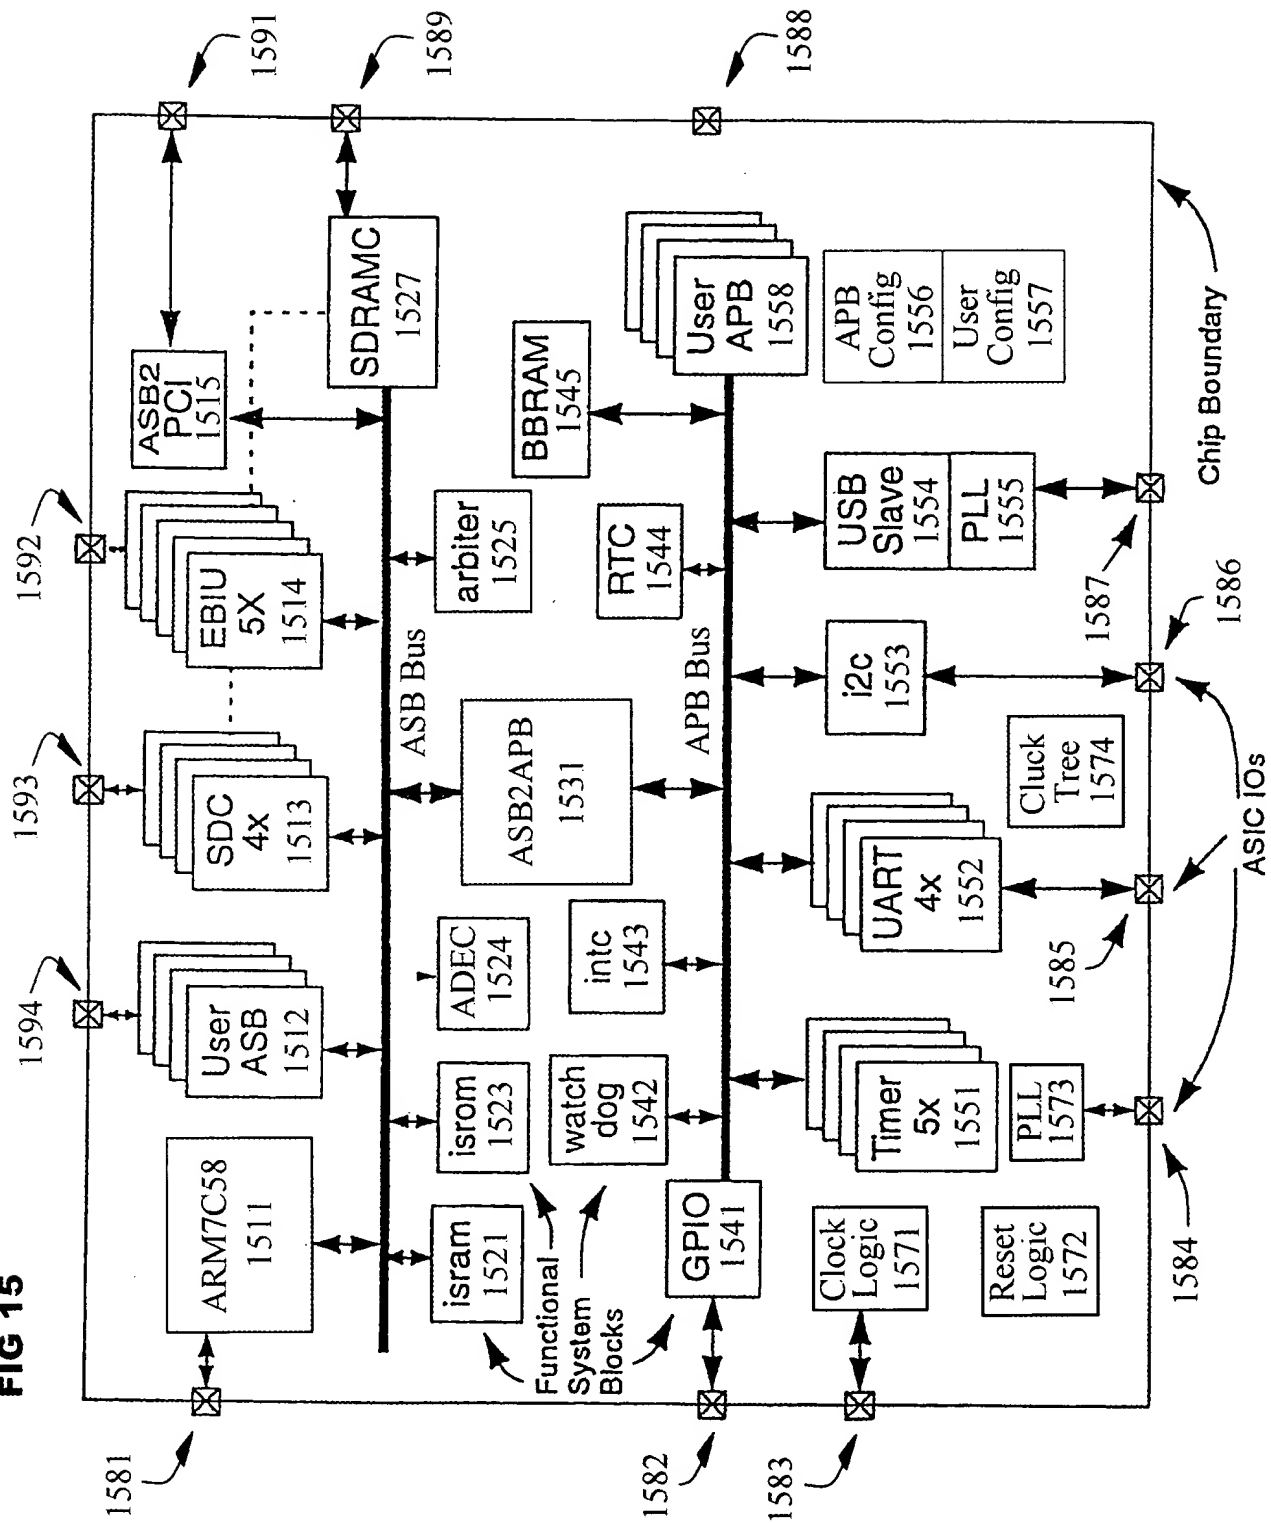 FIG 15
1581
1594
1593
1592
1591
1589
1588
ARM7C58
1511
User
ASB
1512
SDC
4x
1513
EBIU
5X
1514
ASB2
PCI
1515
SDRAMC
1527
ASB Bus
isram
1521
isrom
1523
ADEC
1524
ASB2APB
1531
arbiter
1525
Functional
System
Blocks
watch
dog
1542
intc
1543
RTC
1544
BBRAM
1545
APB Bus
GPIO
1541
User
APB
1558
1582
1583
Clock
Logic
1571
Timer
5x
1551
UART
4x
1552
i2c
1553
USB
Slave
1554
PLL
1555
APB
Config
1556
User
Config
1557
Reset
Logic
1572
PLL
1573
Cluck
Tree
1574
1584
1585
1587
1586
ASIC IOs
Chip Boundary